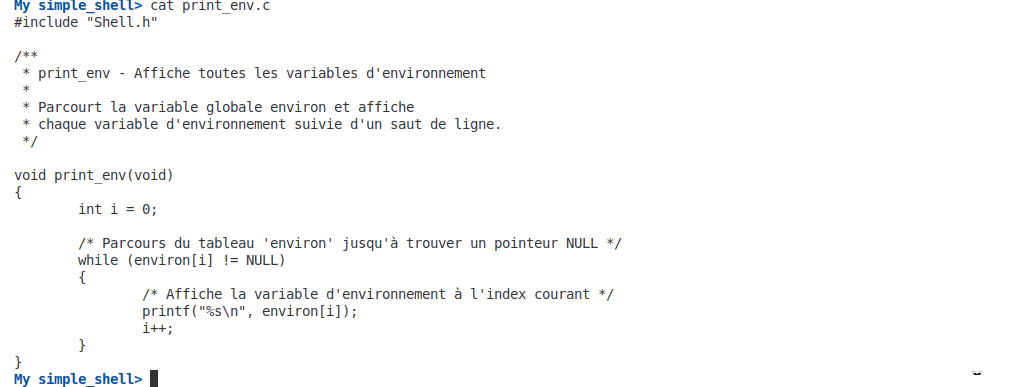 My simple_shell> cat print_env.c
#include "Shell.h"

/**
 * print_env - Affiche toutes les variables d'environnement
 *
 * Parcourt la variable globale environ et affiche
 * chaque variable d'environnement suivie d'un saut de ligne.
 */

void print_env(void)
{
        int i = 0;

        /* Parcours du tableau 'environ' jusqu'à trouver un pointeur NULL */
        while (environ[i] != NULL)
        {
                /* Affiche la variable d'environnement à l'index courant */
                printf("%s\n", environ[i]);
                i++;
        }
}
My simple_shell>